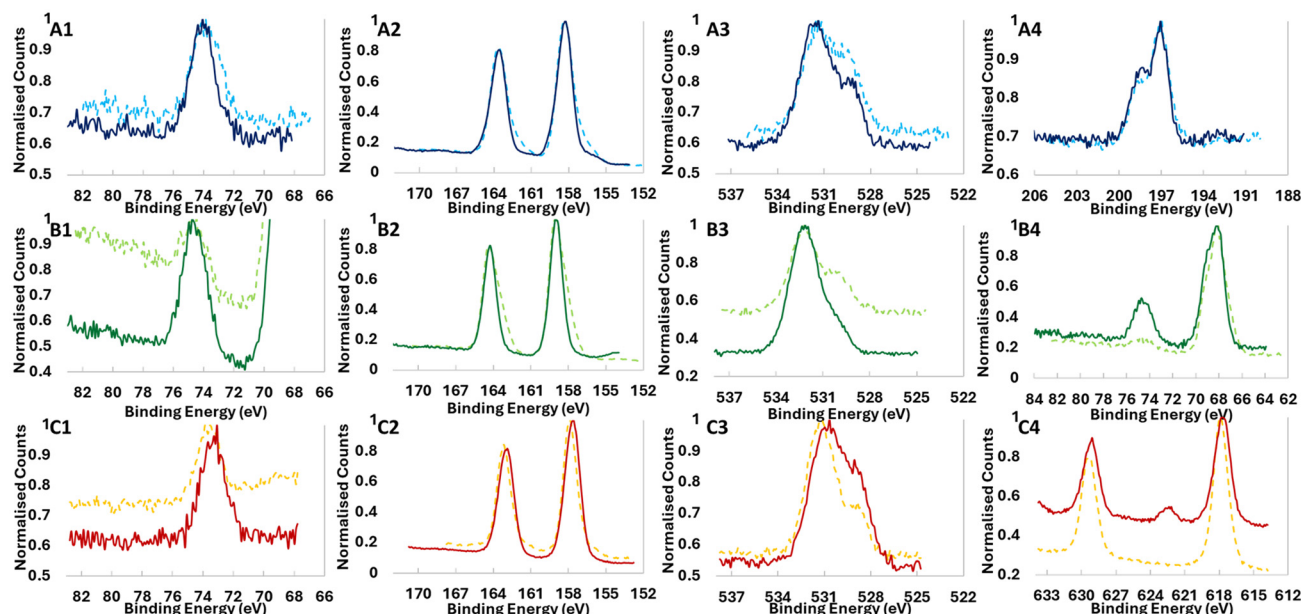 A1 A2 A3 A4
Normalised Counts Normalised Counts Normalised Counts Normalised Counts
1 0.9 0.8 0.7 0.6 0.5
1 0.8 0.6 0.4 0.2 0
1 0.9 0.8 0.7 0.6 0.5
1 0.9 0.8 0.7 0.6
82 80 78 76 74 72 70 68 66
170 167 164 161 158 155 152
537 534 531 528 525 522
206 203 200 197 194 191 188
Binding Energy (eV) Binding Energy (eV) Binding Energy (eV) Binding Energy (eV)
B1 B2 B3 B4
Normalised Counts Normalised Counts Normalised Counts Normalised Counts
1 0.9 0.8 0.7 0.6 0.5 0.4
1 0.8 0.6 0.4 0.2 0
1 0.8 0.6 0.4 0.2
1 0.8 0.6 0.4 0.2 0
82 80 78 76 74 72 70 68 66
170 167 164 161 158 155 152
537 534 531 528 525 522
84 82 80 78 76 74 72 70 68 66 64 62
Binding Energy (eV) Binding Energy (eV) Binding Energy (eV) Binding Energy (eV)
C1 C2 C3 C4
Normalised Counts Normalised Counts Normalised Counts Normalised Counts
1 0.9 0.8 0.7 0.6 0.5
1 0.8 0.6 0.4 0.2 0
1 0.9 0.8 0.7 0.6 0.5
1 0.8 0.6 0.4 0.2
82 80 78 76 74 72 70 68 66
170 167 164 161 158 155 152
537 534 531 528 525 522
633 630 627 624 621 618 615 612
Binding Energy (eV) Binding Energy (eV) Binding Energy (eV) Binding Energy (eV)